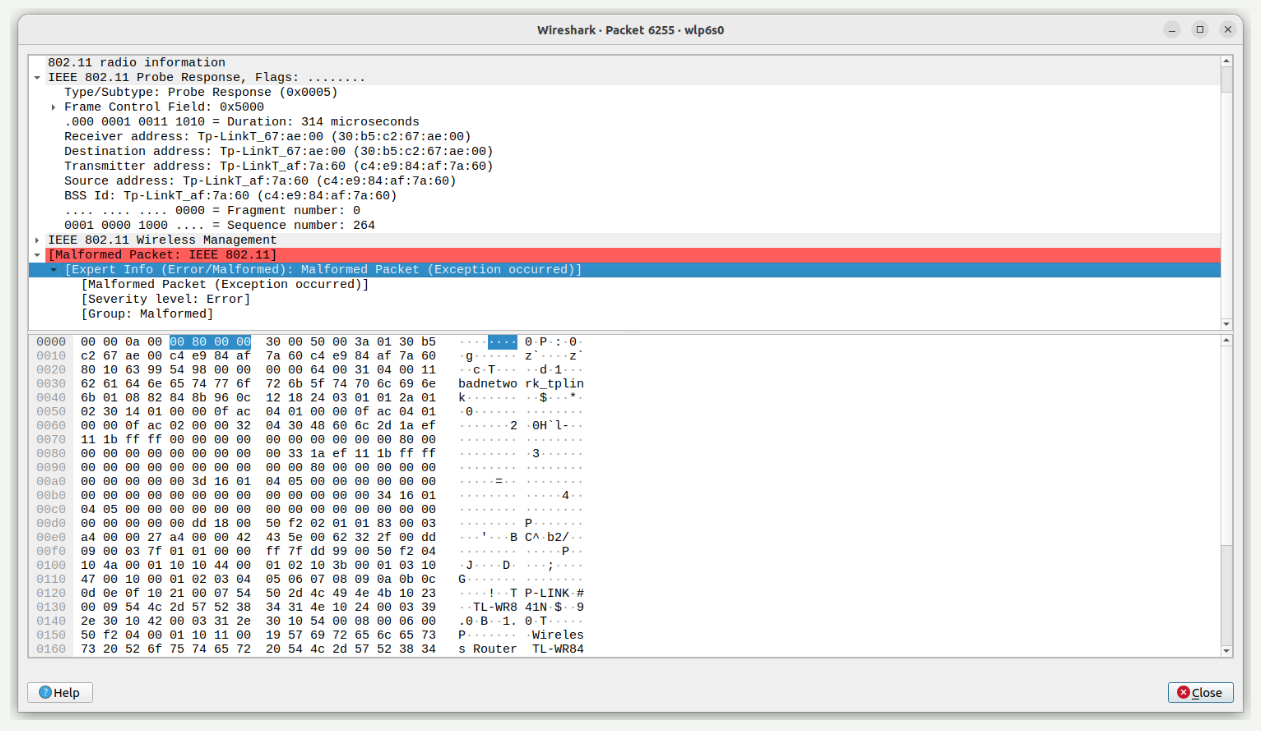 Wireshark · Packet 6255 · wlp6s0
802.11 radio information
IEEE 802.11 Probe Response, Flags: ........
Type/Subtype: Probe Response (0x0005)
Frame Control Field: 0x5000
.000 0001 0011 1010 = Duration: 314 microseconds
Receiver address: Tp-LinkT_67:ae:00 (30:b5:c2:67:ae:00)
Destination address: Tp-LinkT_67:ae:00 (30:b5:c2:67:ae:00)
Transmitter address: Tp-LinkT_af:7a:60 (c4:e9:84:af:7a:60)
Source address: Tp-LinkT_af:7a:60 (c4:e9:84:af:7a:60)
BSS Id: Tp-LinkT_af:7a:60 (c4:e9:84:af:7a:60)
.... .... .... 0000 = Fragment number: 0
0001 0000 1000 .... = Sequence number: 264
IEEE 802.11 Wireless Management
[Malformed Packet: IEEE 802.11]
[Expert Info (Error/Malformed): Malformed Packet (Exception occurred)]
[Malformed Packet (Exception occurred)]
[Severity level: Error]
[Group: Malformed]
0000 00 00 0a 00 00 80 00 00 30 00 50 00 3a 01 30 b5 ········ 0·P·:·0·
0010 c2 67 ae 00 c4 e9 84 af 7a 60 c4 e9 84 af 7a 60 ·g······ z`····z`
0020 80 10 63 99 54 98 00 00 00 00 64 00 31 04 00 11 ··c·T··· ··d·1···
0030 62 61 64 6e 65 74 77 6f 72 6b 5f 74 70 6c 69 6e badnetwo rk_tplin
0040 6b 01 08 82 84 8b 96 0c 12 18 24 03 01 01 2a 01 k······· ··$···*·
0050 02 30 14 01 00 00 0f ac 04 01 00 00 0f ac 04 01 ·0······ ········
0060 00 00 0f ac 02 00 00 32 04 30 48 60 6c 2d 1a ef ·······2 ·0H`l-··
0070 11 1b ff ff 00 00 00 00 00 00 00 00 00 00 80 00 ········ ········
0080 00 00 00 00 00 00 00 00 00 33 1a ef 11 1b ff ff ········ ·3······
0090 00 00 00 00 00 00 00 00 00 00 80 00 00 00 00 00 ········ ········
00a0 00 00 00 00 00 3d 16 01 04 05 00 00 00 00 00 00 ·····=·· ········
00b0 00 00 00 00 00 00 00 00 00 00 00 00 00 34 16 01 ········ ·····4··
00c0 04 05 00 00 00 00 00 00 00 00 00 00 00 00 00 00 ········ ········
00d0 00 00 00 00 00 dd 18 00 50 f2 02 01 01 83 00 03 ········ P·······
00e0 a4 00 00 27 a4 00 00 42 43 5e 00 62 32 2f 00 dd ···'···B C^·b2/··
00f0 09 00 03 7f 01 01 00 00 ff 7f dd 99 00 50 f2 04 ········ ·····P··
0100 10 4a 00 01 10 10 44 00 01 02 10 3b 00 01 03 10 ·J····D· ···;····
0110 47 00 10 00 01 02 03 04 05 06 07 08 09 0a 0b 0c G······· ········
0120 0d 0e 0f 10 21 00 07 54 50 2d 4c 49 4e 4b 10 23 ····!··T P-LINK·#
0130 00 09 54 4c 2d 57 52 38 34 31 4e 10 24 00 03 39 ··TL-WR8 41N·$··9
0140 2e 30 10 42 00 03 31 2e 30 10 54 00 08 00 06 00 .0·B··1. 0·T·····
0150 50 f2 04 00 01 10 11 00 19 57 69 72 65 6c 65 73 P······· ·Wireles
0160 73 20 52 6f 75 74 65 72 20 54 4c 2d 57 52 38 34 s Router  TL-WR84
Help
Close